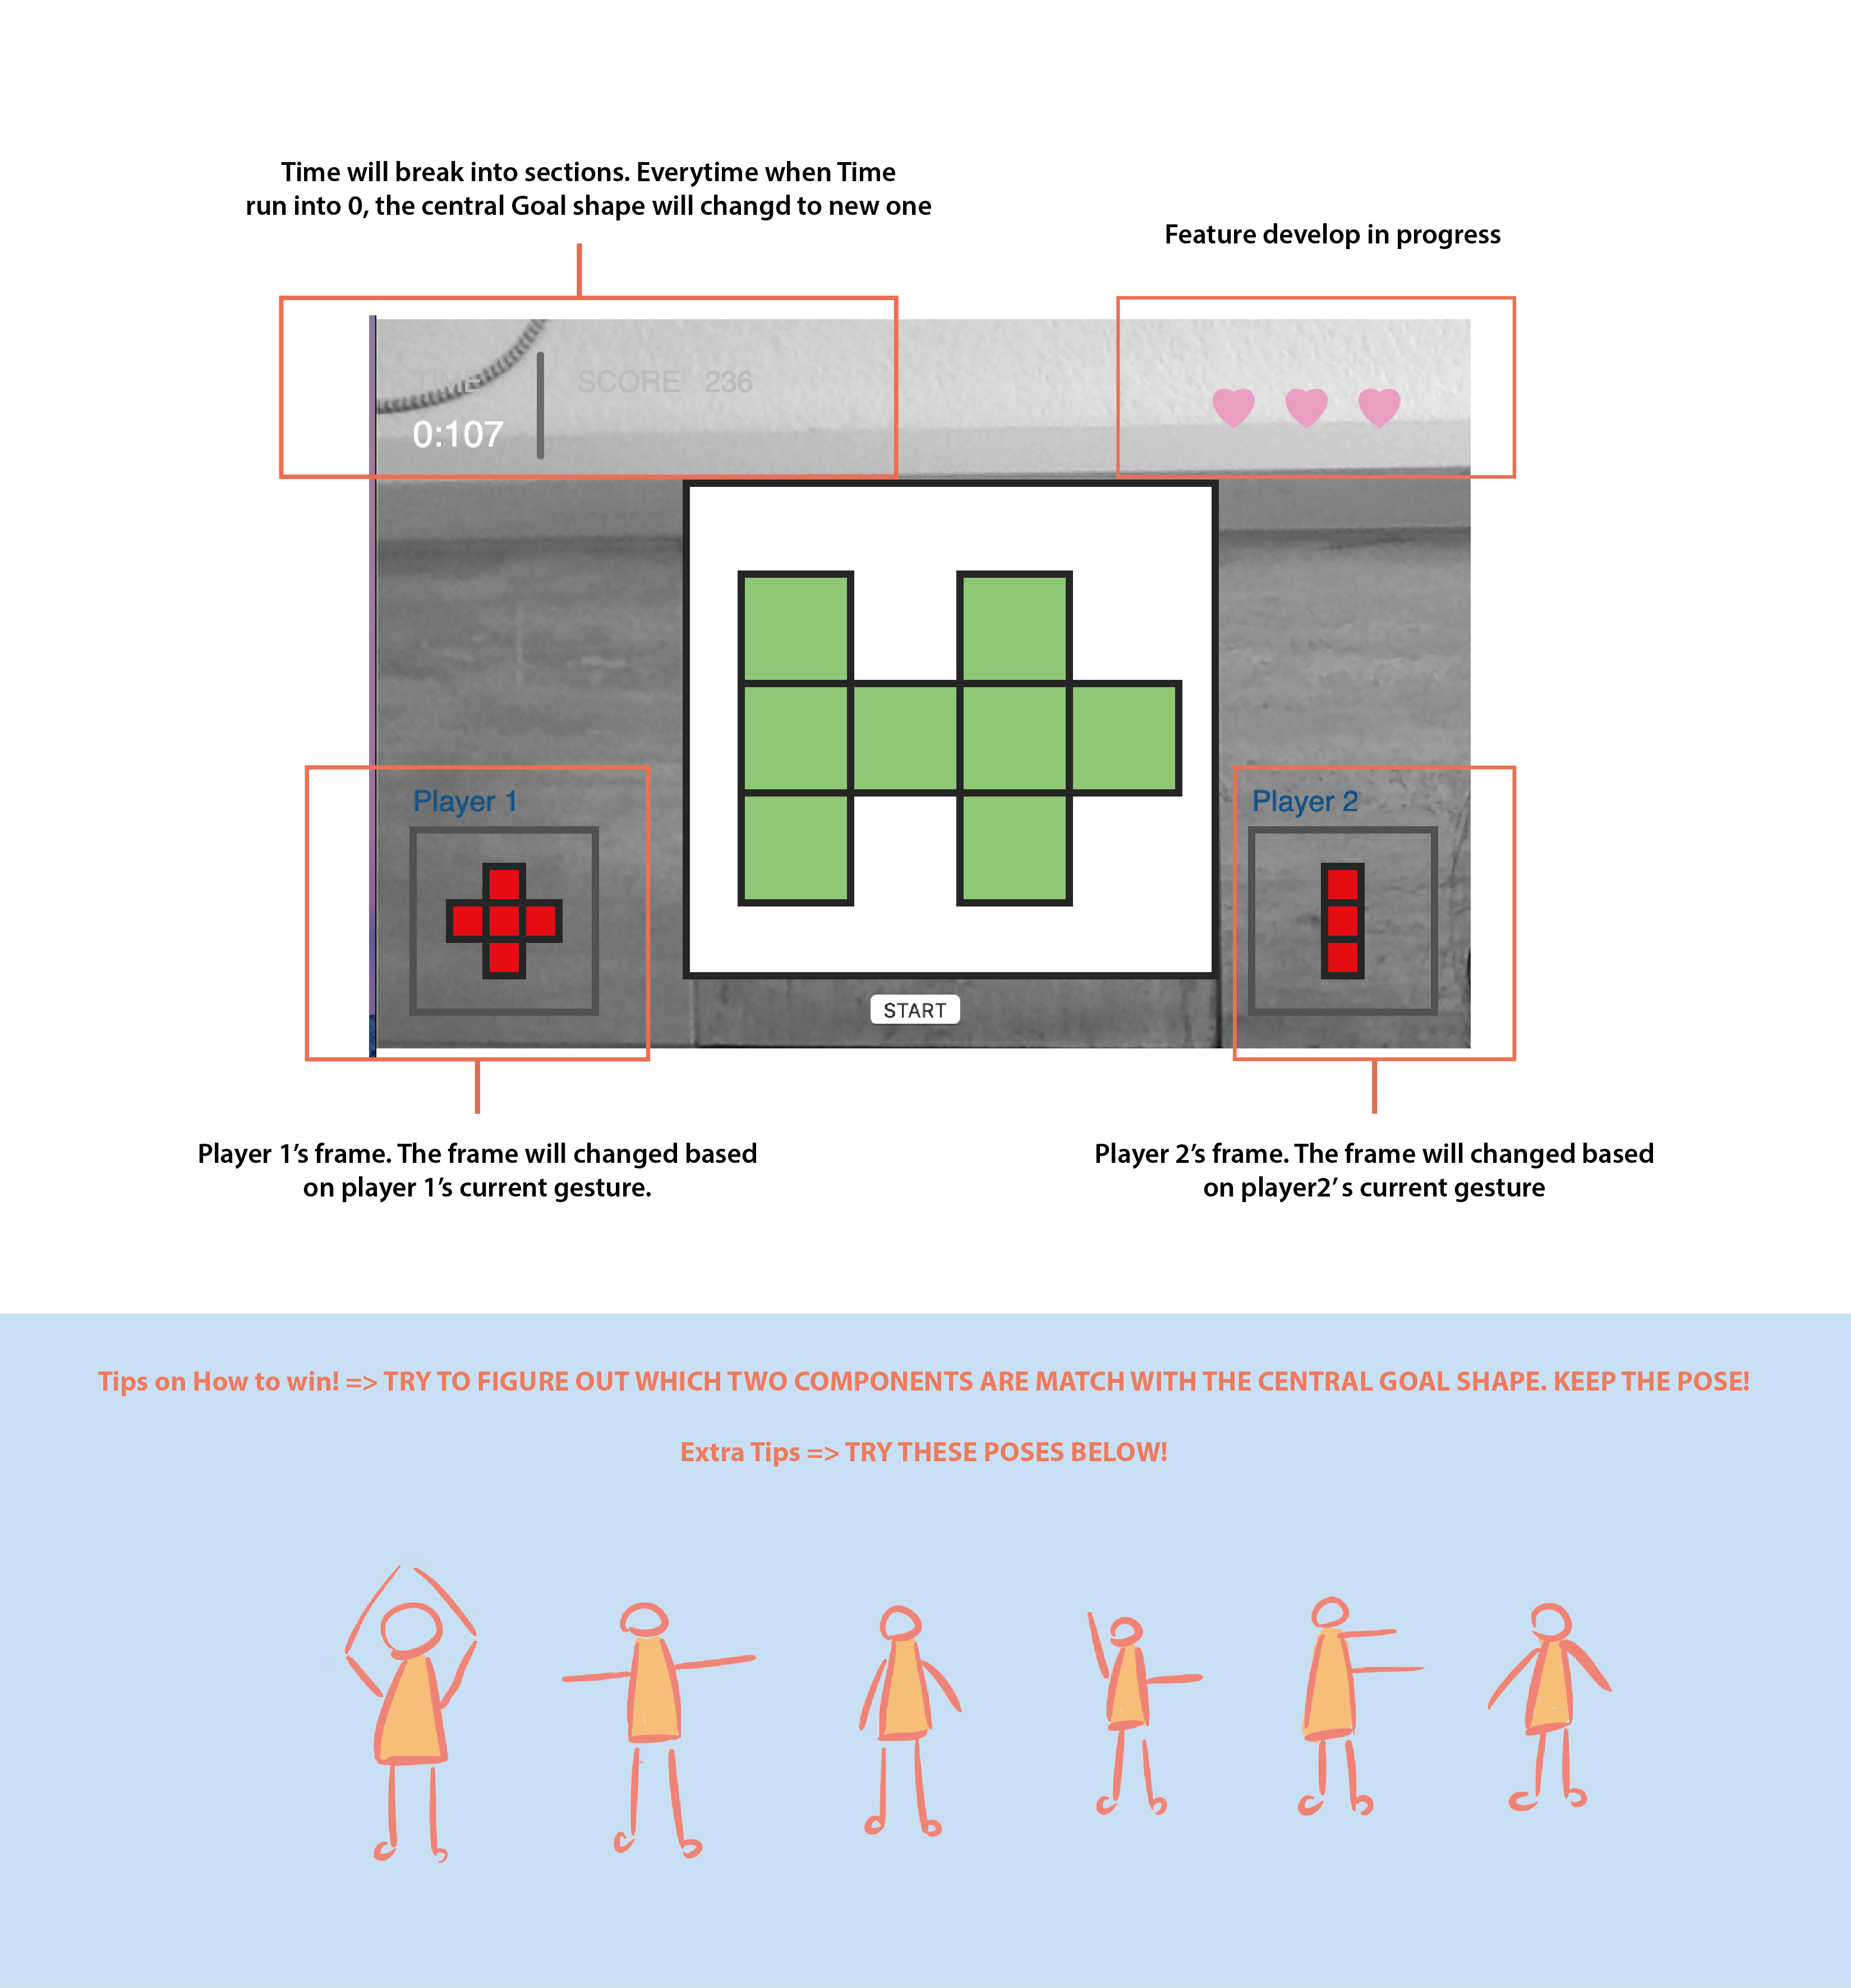 Time will break into sections. Everytime when Time
run into 0, the central Goal shape will changd to new one
Feature develop in progress
TIME
SCORE 236
0:107
Player 1
Player 2
START
Player 1’s frame. The frame will changed based
on player 1’s current gesture.
Player 2’s frame. The frame will changed based
on player2’ s current gesture
Tips on How to win! => TRY TO FIGURE OUT WHICH TWO COMPONENTS ARE MATCH WITH THE CENTRAL GOAL SHAPE. KEEP THE POSE!
Extra Tips => TRY THESE POSES BELOW!